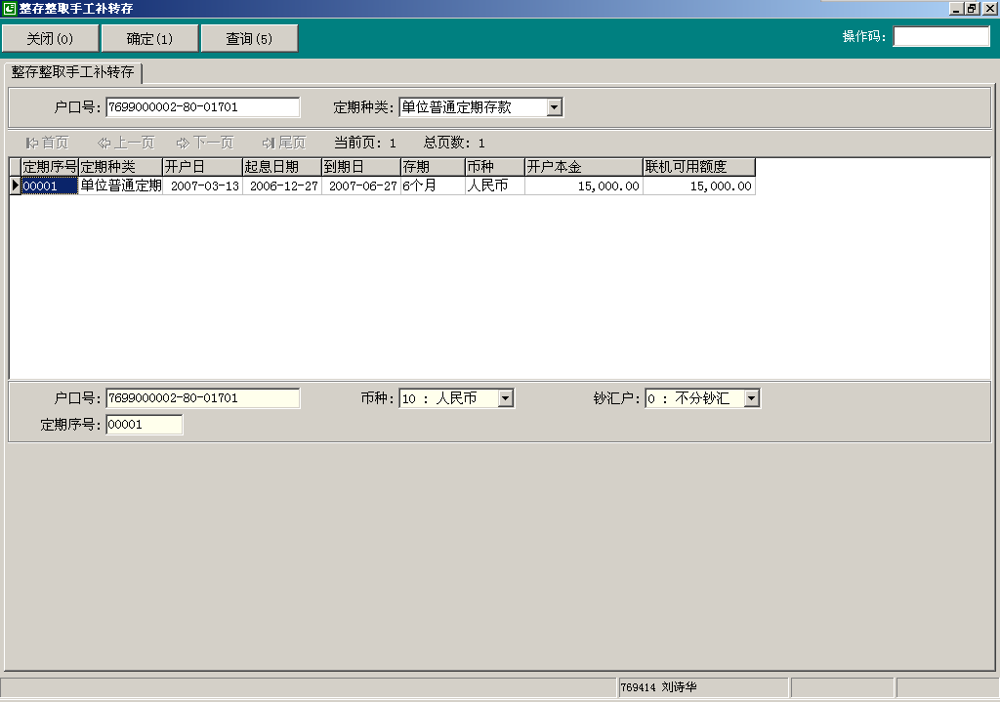 整存整取手工补转存
关闭(0) 确定(1) 查询(5) 操作码:
整存整取手工补转存
户口号: 7699000002-80-01701 定期种类: 单位普通定期存款
首页 上一页 下一页 尾页 当前页: 1 总页数: 1
定期序号 定期种类 开户日 起息日期 到期日 存期 币种 开户本金 联机可用额度
00001 单位普通定期 2007-03-13 2006-12-27 2007-06-27 6个月 人民币 15,000.00 15,000.00
户口号: 7699000002-80-01701 币种: 10 : 人民币 钞汇户: 0 : 不分钞汇
定期序号: 00001
769414 刘诗华